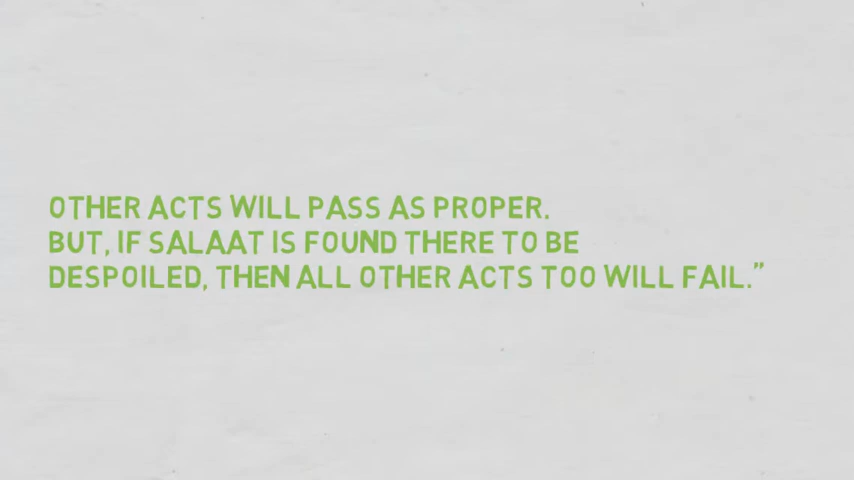 OTHER ACTS WILL PASS AS PROPER.
BUT, IF SALAAT IS FOUND THERE TO BE
DESPOILED, THEN ALL OTHER ACTS TOO WILL FAIL.”